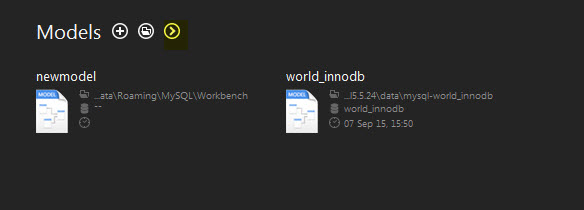 Models
newmodel
...ata\Roaming\MySQL\Workbench
--
world_innodb
...l5.5.24\data\mysql-world_innodb
world_innodb
07 Sep 15, 15:50
MODEL
MODEL